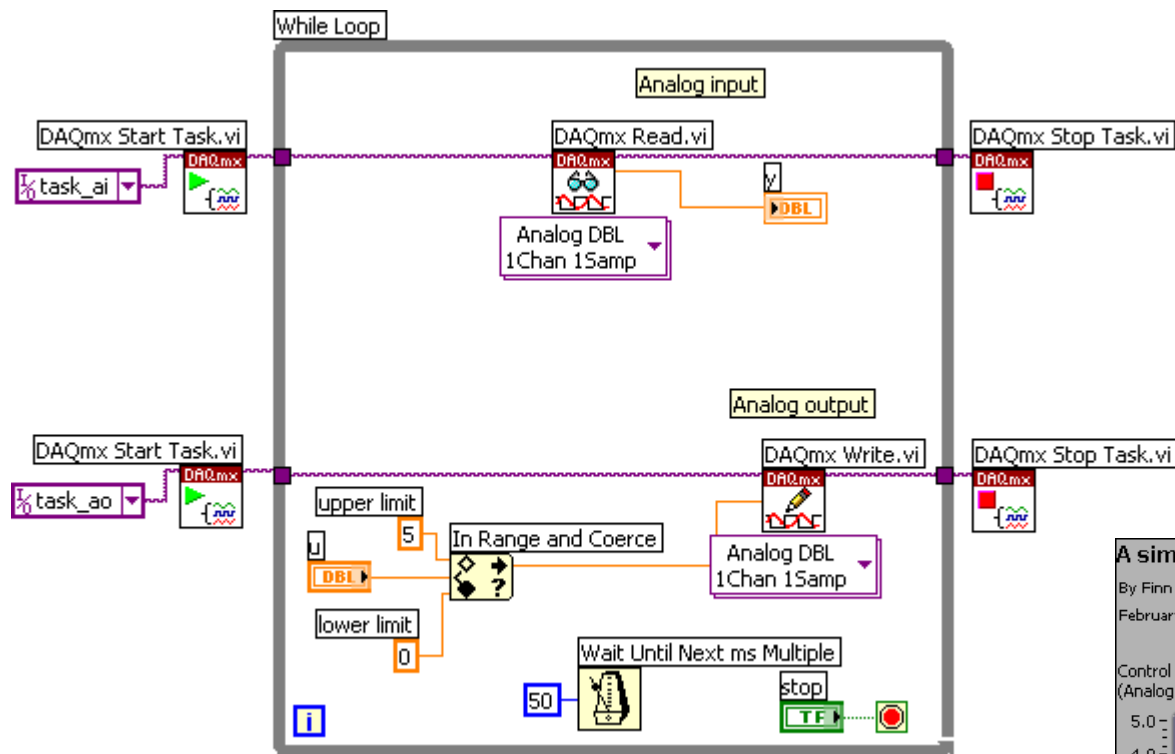 While Loop
Analog input
DAQmx Start Task.vi
DAQmx Read.vi
DAQmx Stop Task.vi
DAQmx
DAQmx
DAQmx
I/O task_ai
y
DBL
Analog DBL
1Chan 1Samp
Analog output
DAQmx Start Task.vi
DAQmx Write.vi
DAQmx Stop Task.vi
DAQmx
DAQmx
DAQmx
I/O task_ao
upper limit
5
In Range and Coerce
u
DBL
?
Analog DBL
1Chan 1Samp
lower limit
0
Wait Until Next ms Multiple
50
stop
TF
i
A sim
By Finn
Februar
Control
(Analog
5.0